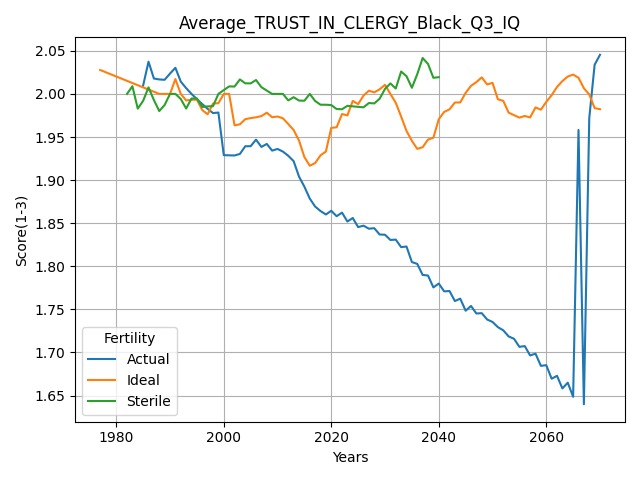 Average_TRUST_IN_CLERGY_Black_Q3_IQ
Score(1-3)
2.05
2.00
1.95
1.90
1.85
1.80
1.75
1.70
1.65
Fertility
Actual
Ideal
Sterile
1980
2000
2020
2040
2060
Years